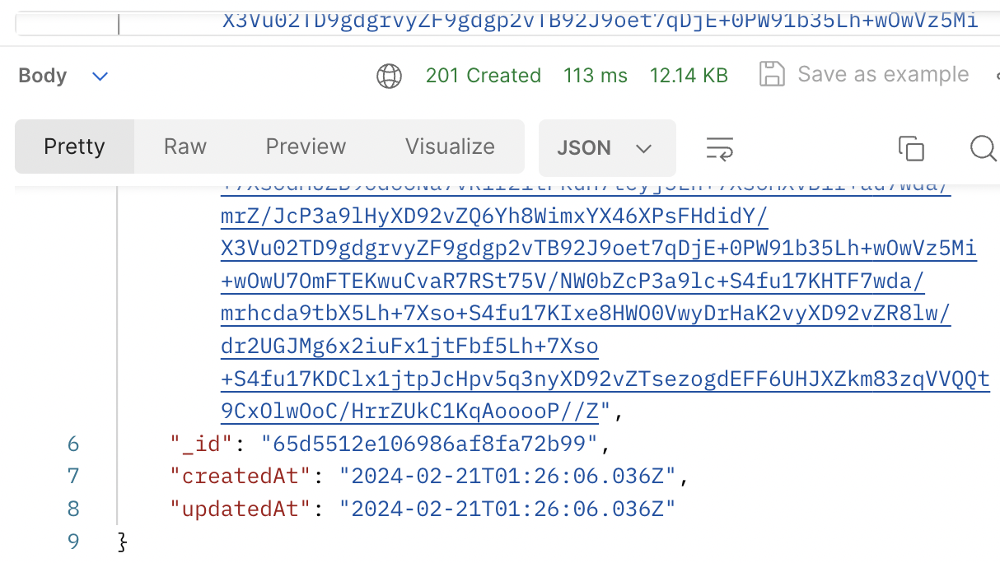 X3Vu02TD9gdgrvyZF9gdgp2vTB92J9oet7qDjE+0PW91b35Lh+wOwVz5Mi
Body
201 Created 113 ms 12.14 KB Save as example
Pretty Raw Preview Visualize JSON
mrZ/JcP3a9lHyXD92vZQ6Yh8WimxYX46XPsFHdidY/
X3Vu02TD9gdgrvyZF9gdgp2vTB92J9oet7qDjE+0PW91b35Lh+wOwVz5Mi
+wOwU7OmFTEKwuCvaR7RSt75V/NW0bZcP3a9lc+S4fu17KHTF7wda/
mrhcda9tbX5Lh+7Xso+S4fu17KIxe8HWO0VwyDrHaK2vyXD92vZR8lw/
dr2UGJMg6x2iuFx1jtFbf5Lh+7Xso
+S4fu17KDClx1jtpJcHpv5q3nyXD92vZTsezogdEFF6UHJXZkm83zqVVQQt
9CxOlwOoC/HrrZUkC1KqAooooP//Z",
6 "_id": "65d5512e106986af8fa72b99",
7 "createdAt": "2024-02-21T01:26:06.036Z",
8 "updatedAt": "2024-02-21T01:26:06.036Z"
9 }